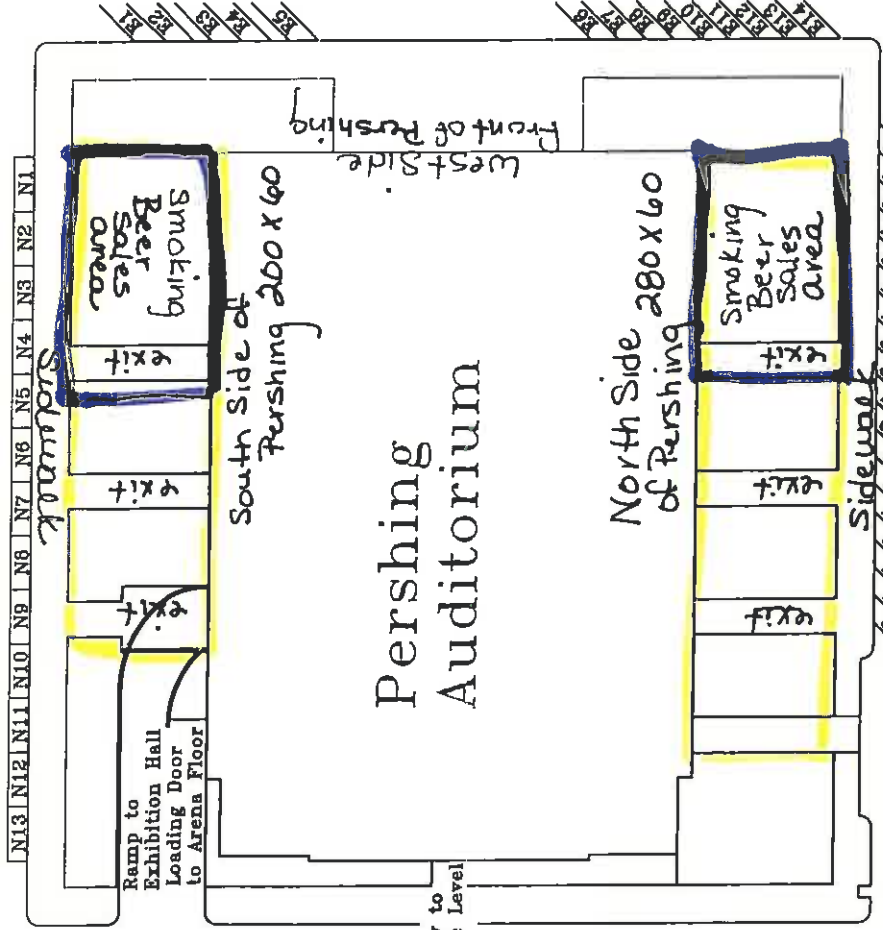 E1
E2
E3
E4
E5
E6
E7
E8
E9
E10
E11
E12
E13
E14
N1
N2
N3
N4
N5
N6
N7
N8
N9
N10
N11
N12
N13
Front of Pershing
West Side
Smoking
Beer
Sales
area
exit
exit
exit
Sidewalk
South Side of
Pershing 200 X 60
Pershing
Auditorium
North Side 280 X 60
of Pershing
Smoking
Beer
Sales
area
exit
exit
exit
Sidewalk
Ramp to
Exhibition Hall
Loading Door
to Arena Floor
to
Level